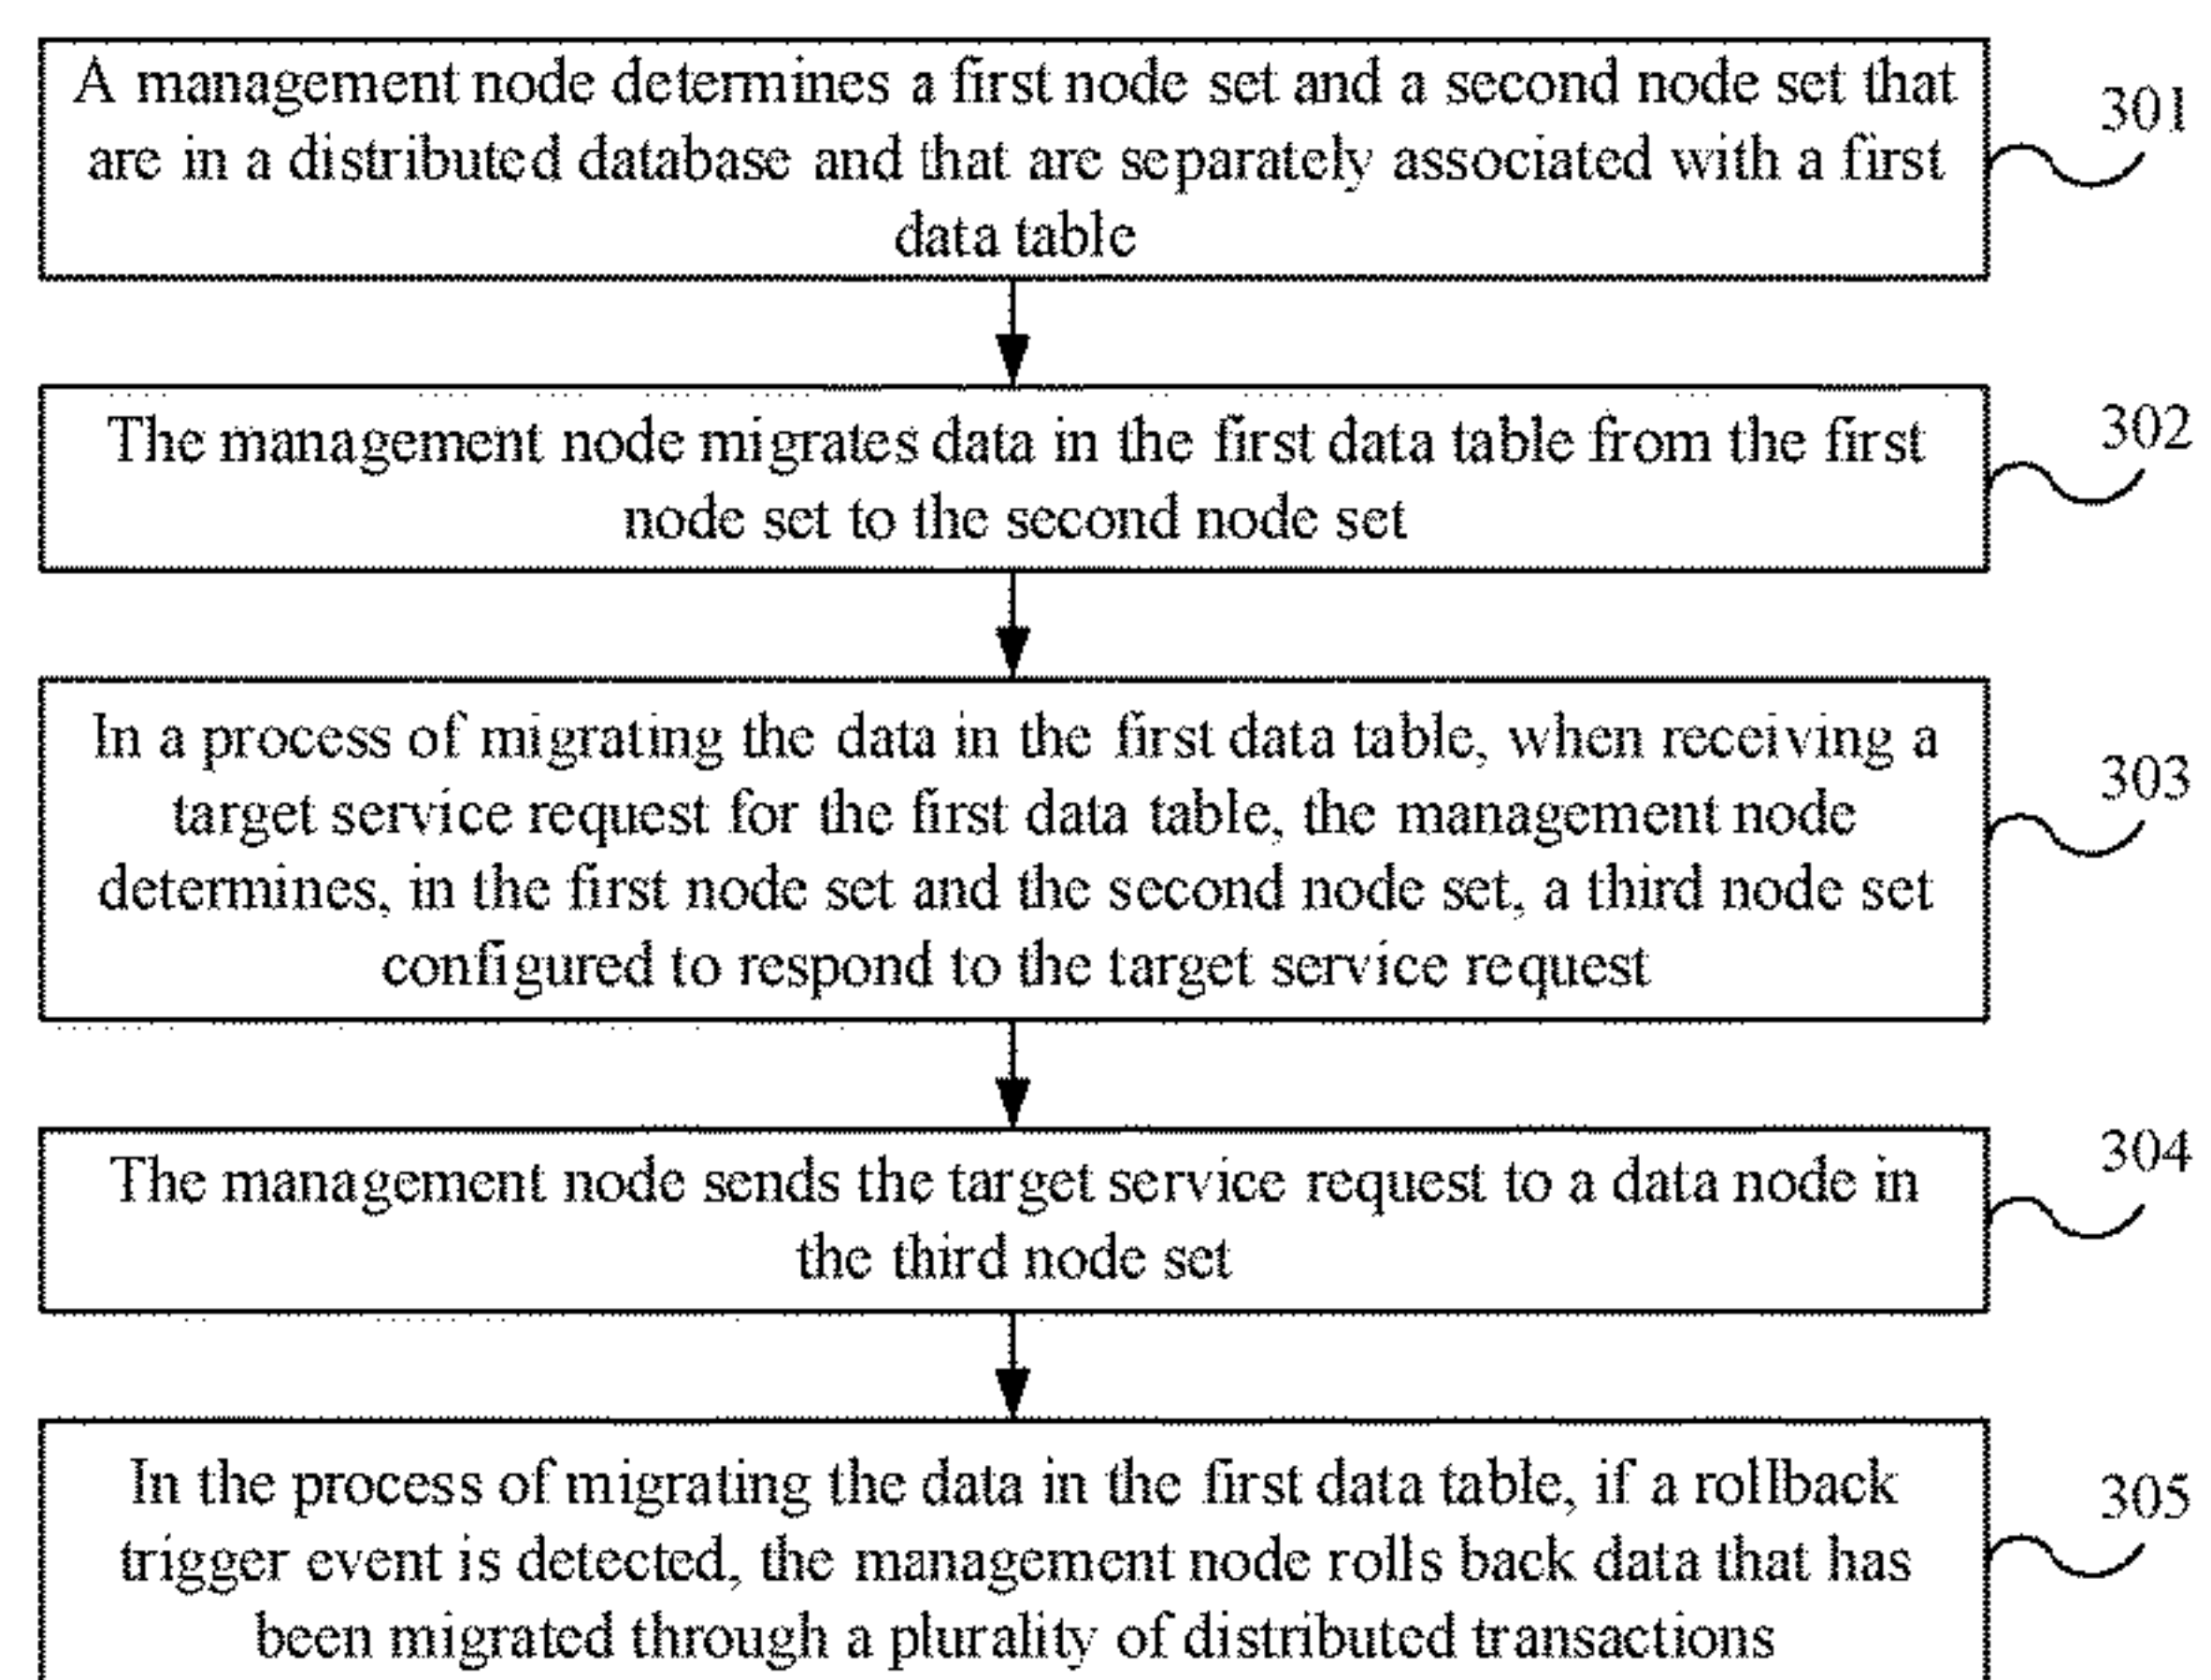 A management node determines a first node set and a second node set that
are in a distributed database and that are separately associated with a first
data table
301
The management node migrates data in the first data table from the first
node set to the second node set
302
In a process of migrating the data in the first data table, when receiving a
target service request for the first data table, the management node
determines, in the first node set and the second node set, a third node set
configured to respond to the target service request
303
The management node sends the target service request to a data node in
the third node set
304
In the process of migrating the data in the first data table, if a rollback
trigger event is detected, the management node rolls back data that has
been migrated through a plurality of distributed transactions
305